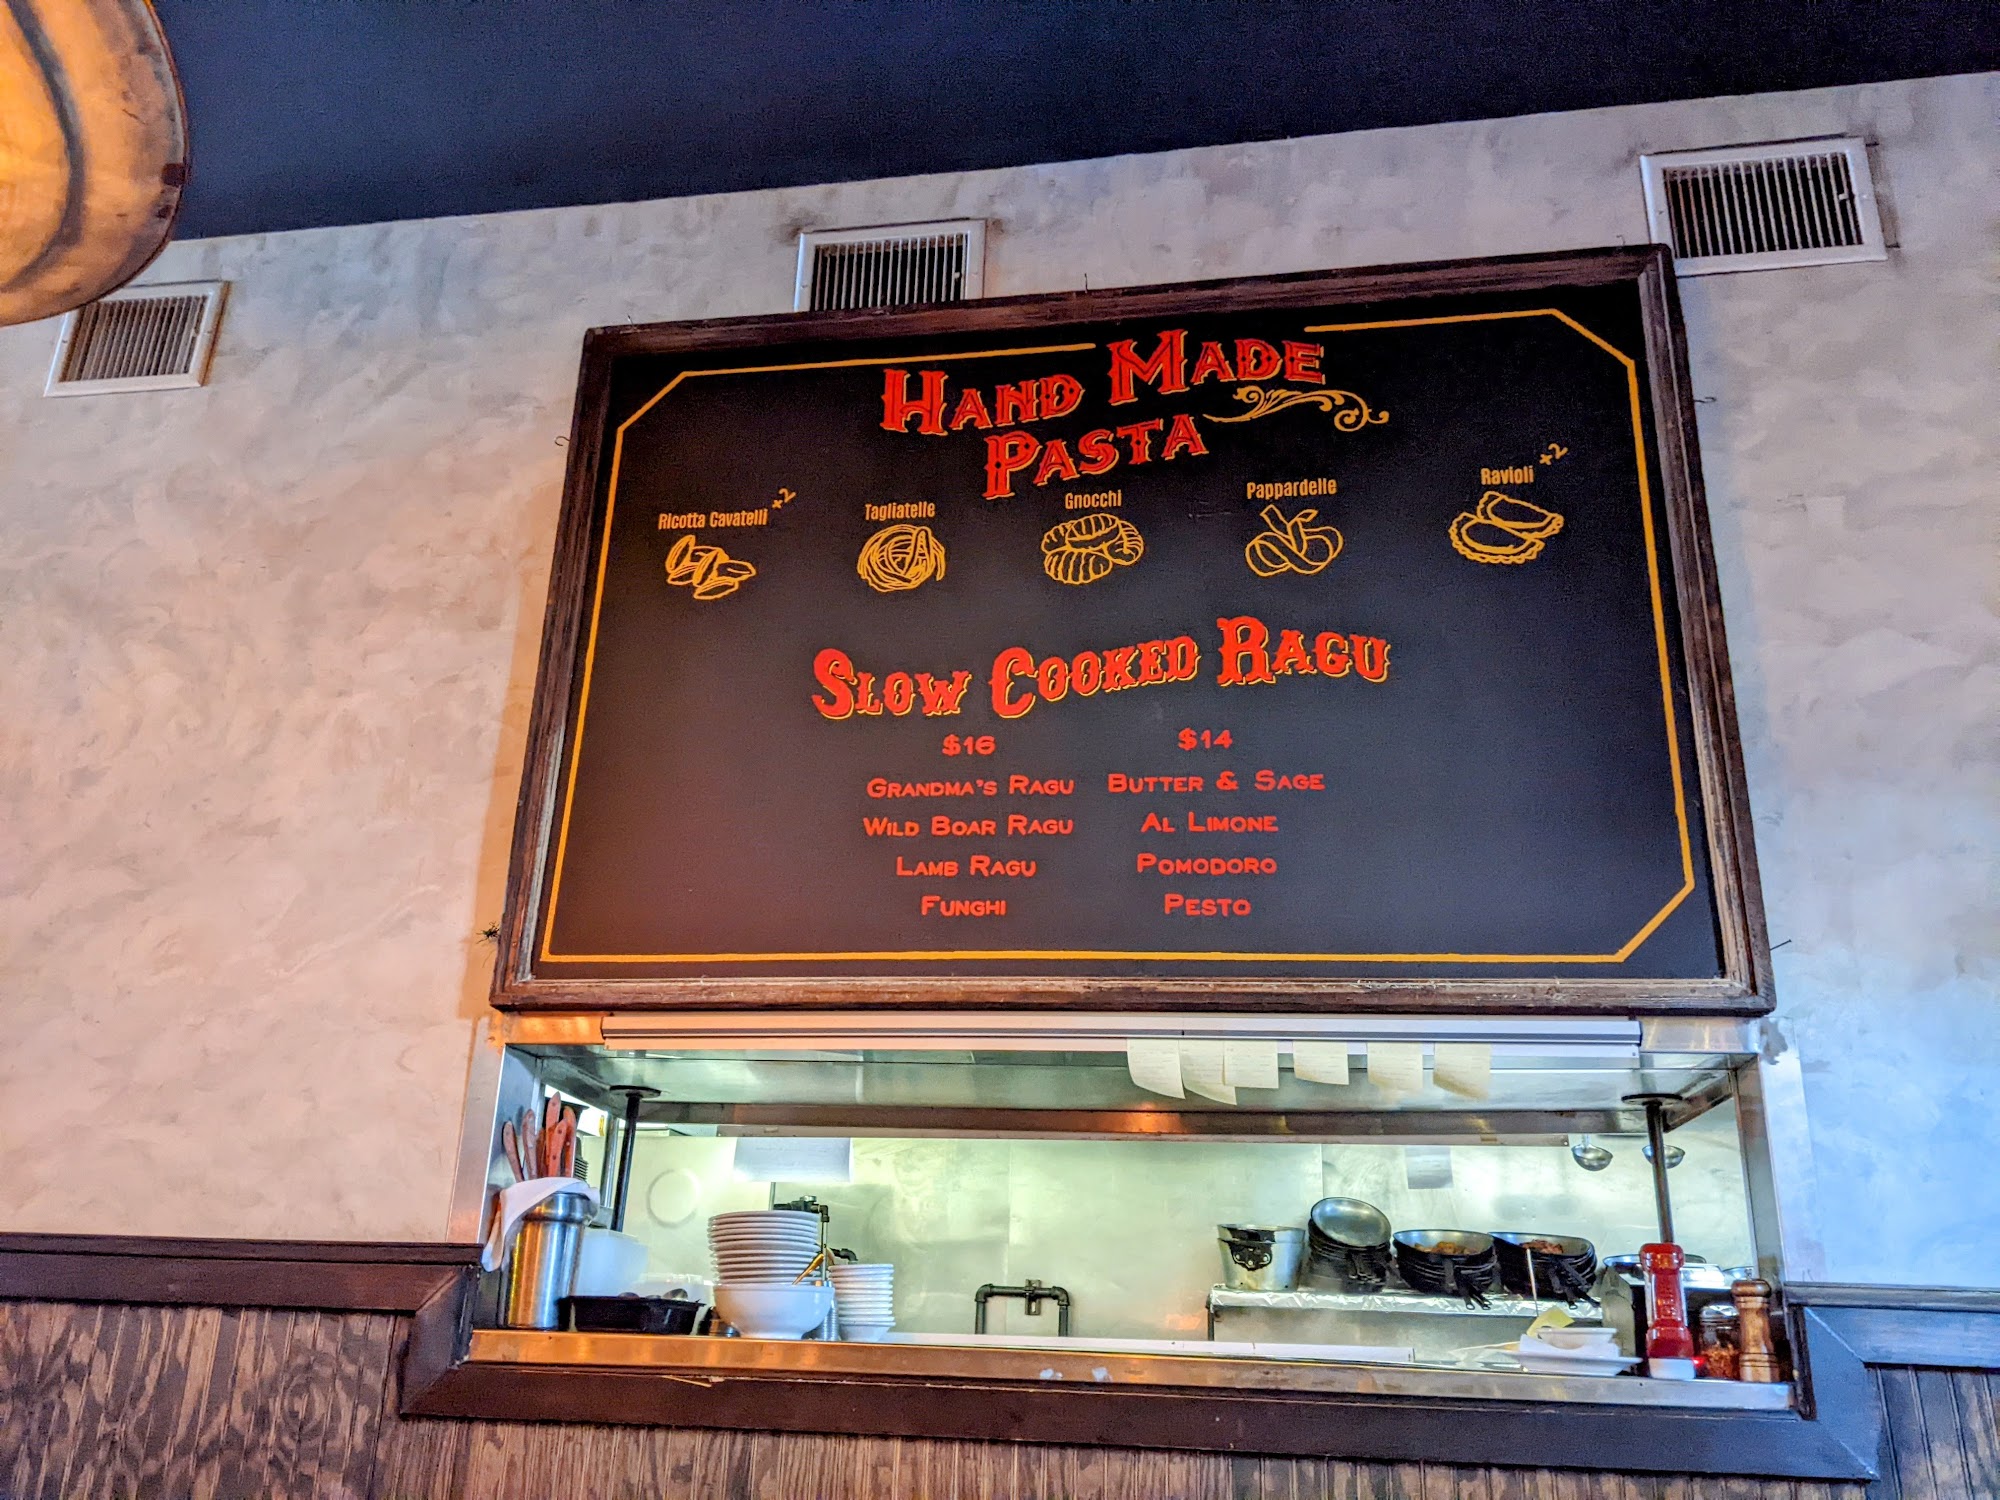 Hand Made
Pasta
Ricotta Cavatelli +2
Tagliatelle
Gnocchi
Pappardelle
Ravioli +2
Slow Cooked Ragu
$16
Grandma's Ragu
Wild Boar Ragu
Lamb Ragu
Funghi
$14
Butter & Sage
Al Limone
Pomodoro
Pesto